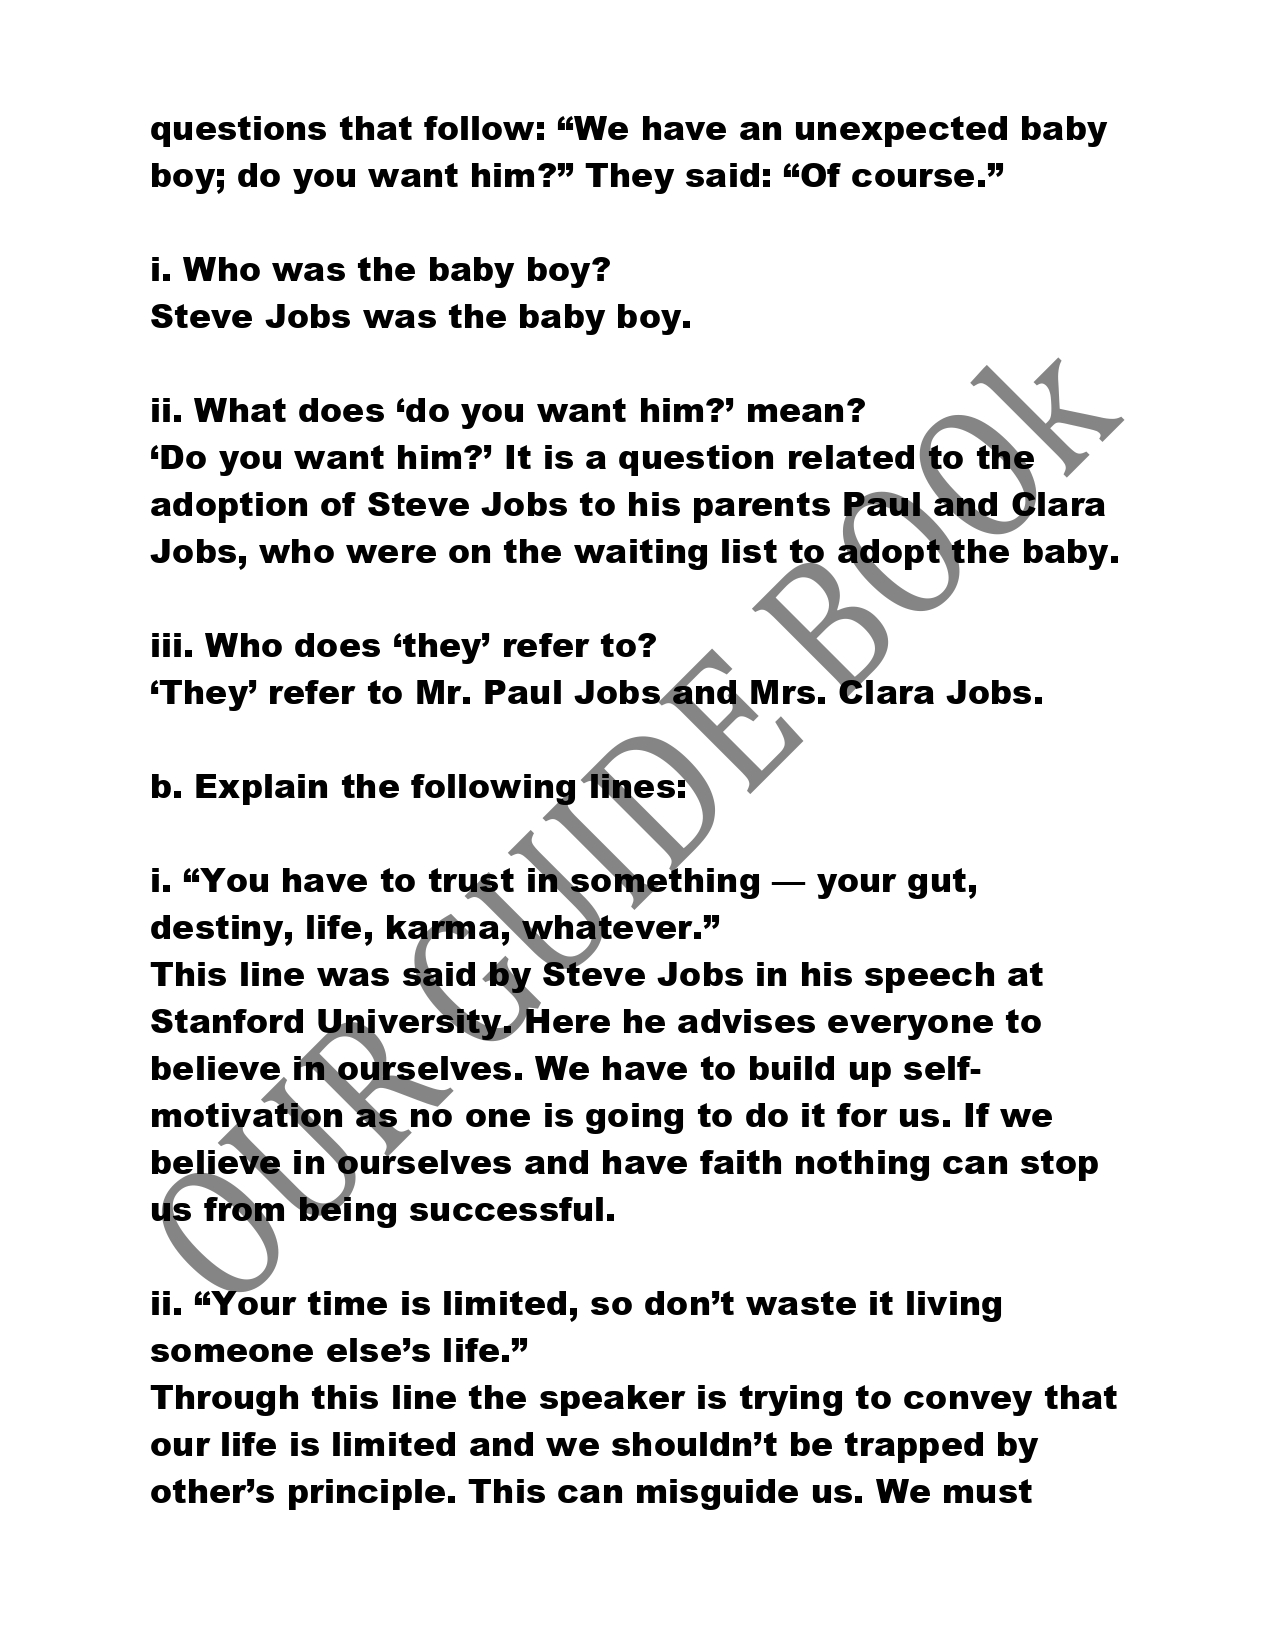 questions that follow: “We have an unexpected baby
boy; do you want him?” They said: “Of course.”
i. Who was the baby boy?
Steve Jobs was the baby boy.
ii. What does ‘do you want him?’ mean?
‘Do you want him?’ It is a question related to the
adoption of Steve Jobs to his parents Paul and Clara
Jobs, who were on the waiting list to adopt the baby.
iii. Who does ‘they’ refer to?
‘They’ refer to Mr. Paul Jobs and Mrs. Clara Jobs.
b. Explain the following lines:
i. “You have to trust in something — your gut,
destiny, life, karma, whatever.”
This line was said by Steve Jobs in his speech at
Stanford University. Here he advises everyone to
believe in ourselves. We have to build up self-
motivation as no one is going to do it for us. If we
believe in ourselves and have faith nothing can stop
us from being successful.
ii. “Your time is limited, so don’t waste it living
someone else’s life.”
Through this line the speaker is trying to convey that
our life is limited and we shouldn’t be trapped by
other’s principle. This can misguide us. We must
OUR GUIDE BOOk